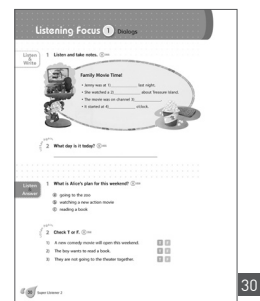 Listening Focus 1 Dialogs
Listen & Write
1 Listen and take notes.
Family Movie Time!
• Jenny was at 1) last night.
• She watched a 2) about Treasure Island.
• The movie was on channel 3)
• It started at 4) o'clock.
2 What day is it today?
Listen & Answer
1 What is Alice's plan for this weekend?
ⓐ going to the zoo
ⓑ watching a new action movie
ⓒ reading a book
2 Check T or F.
1) A new comedy movie will open this weekend. T F
2) The boy wants to read a book. T F
3) They are not going to the theater together. T F
30 Super Listener 2
30